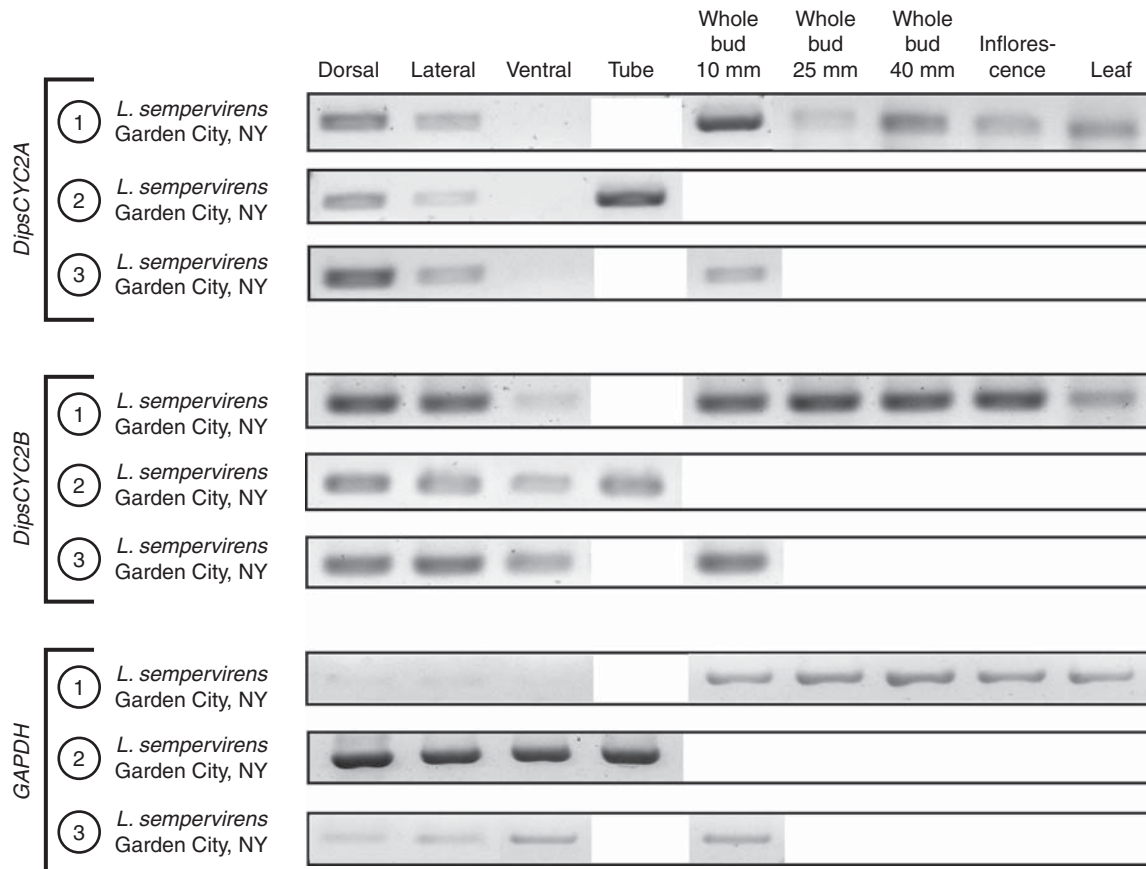 Dorsal Lateral Ventral Tube Whole bud 10 mm Whole bud 25 mm Whole bud 40 mm Inflores-cence Leaf
DipsCYC2A
1 L. sempervirens
Garden City, NY
2 L. sempervirens
Garden City, NY
3 L. sempervirens
Garden City, NY
DipsCYC2B
1 L. sempervirens
Garden City, NY
2 L. sempervirens
Garden City, NY
3 L. sempervirens
Garden City, NY
GAPDH
1 L. sempervirens
Garden City, NY
2 L. sempervirens
Garden City, NY
3 L. sempervirens
Garden City, NY